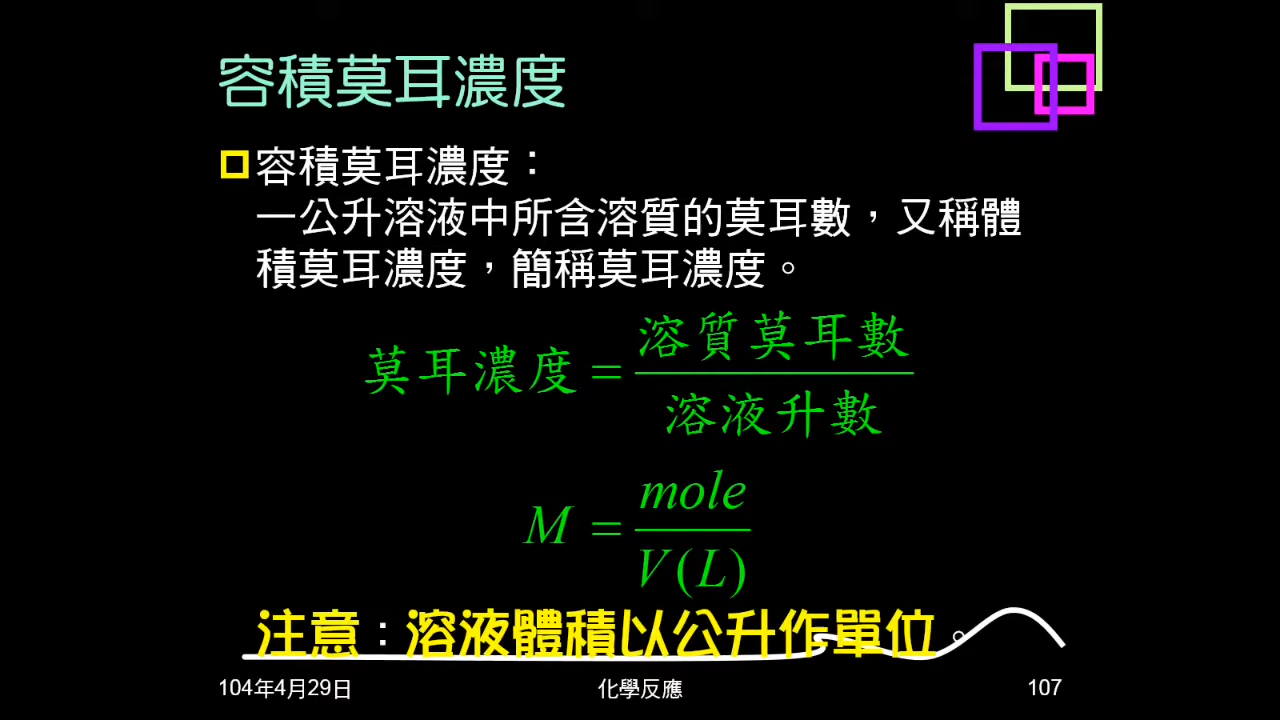 容積莫耳濃度
容積莫耳濃度：
一公升溶液中所含溶質的莫耳數，又稱體
積莫耳濃度，簡稱莫耳濃度。
莫耳濃度 = 溶質莫耳數 / 溶液升數
M = mole / V(L)
注意：溶液體積以公升作單位。
104年4月29日 化學反應 107